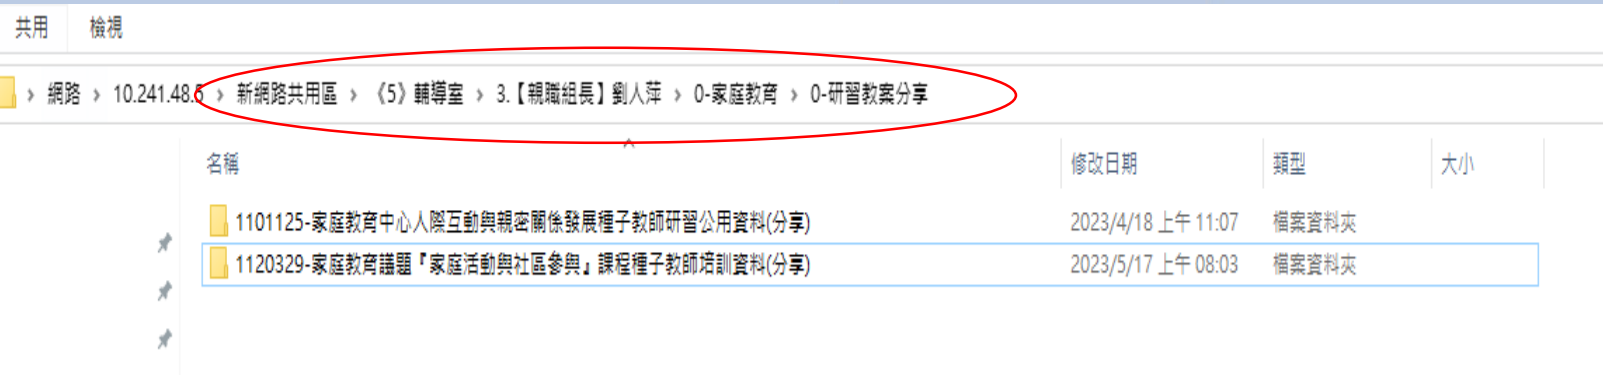 共用 檢視
› 網路 › 10.241.48.6 › 新網路共用區 › 《5》輔導室 › 3.【親職組長】劉人萍 › 0-家庭教育 › 0-研習教案分享
名稱 修改日期 類型 大小
1101125-家庭教育中心人際互動與親密關係發展種子教師研習公用資料(分享) 2023/4/18 上午 11:07 檔案資料夾
1120329-家庭教育議題『家庭活動與社區參與』課程種子教師培訓資料(分享) 2023/5/17 上午 08:03 檔案資料夾